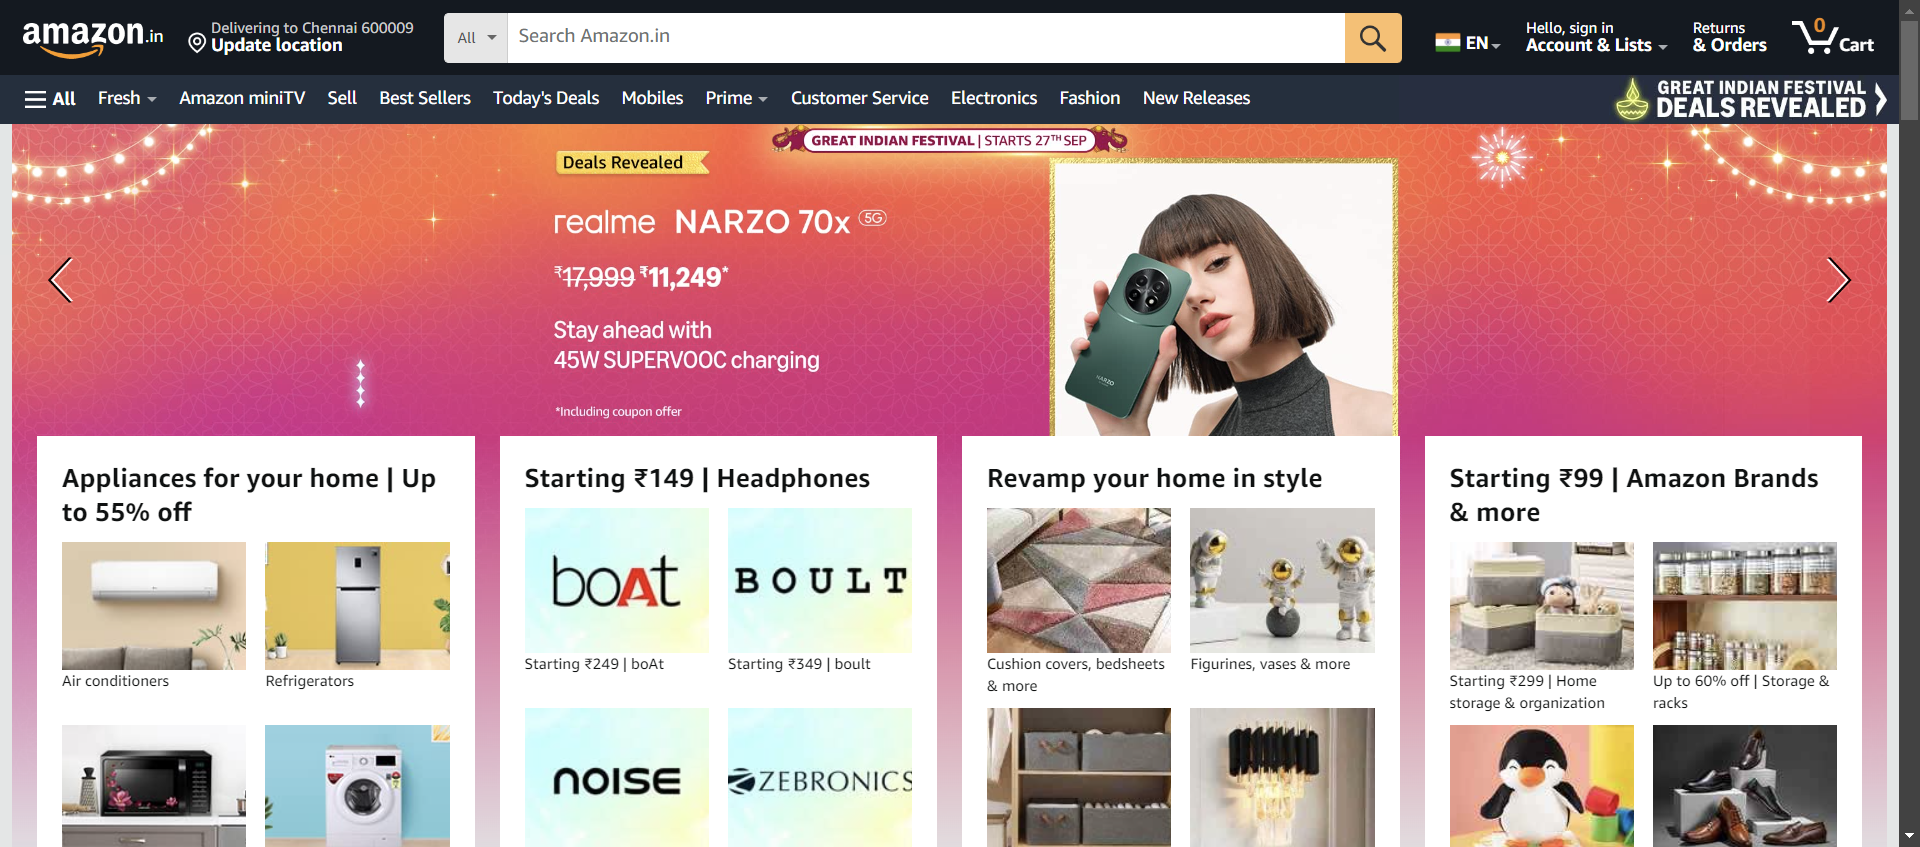 amazon.in
Delivering to Chennai 600009
Update location
All
Search Amazon.in
EN
Hello, sign in
Account & Lists
Returns
& Orders
0
Cart
All
Fresh
Amazon miniTV
Sell
Best Sellers
Today's Deals
Mobiles
Prime
Customer Service
Electronics
Fashion
New Releases
GREAT INDIAN FESTIVAL
DEALS REVEALED
GREAT INDIAN FESTIVAL | STARTS 27TH SEP
Deals Revealed
realme NARZO 70x 5G
₹17,999 ₹11,249*
Stay ahead with
45W SUPERVOOC charging
*Including coupon offer
NARZO
Appliances for your home | Up
to 55% off
Air conditioners
Refrigerators
Starting ₹149 | Headphones
boAt
BOULT
Starting ₹249 | boAt
Starting ₹349 | boult
noise
ZEBRONICS
Revamp your home in style
Cushion covers, bedsheets
& more
Figurines, vases & more
Starting ₹99 | Amazon Brands
& more
Starting ₹299 | Home
storage & organization
Up to 60% off | Storage &
racks